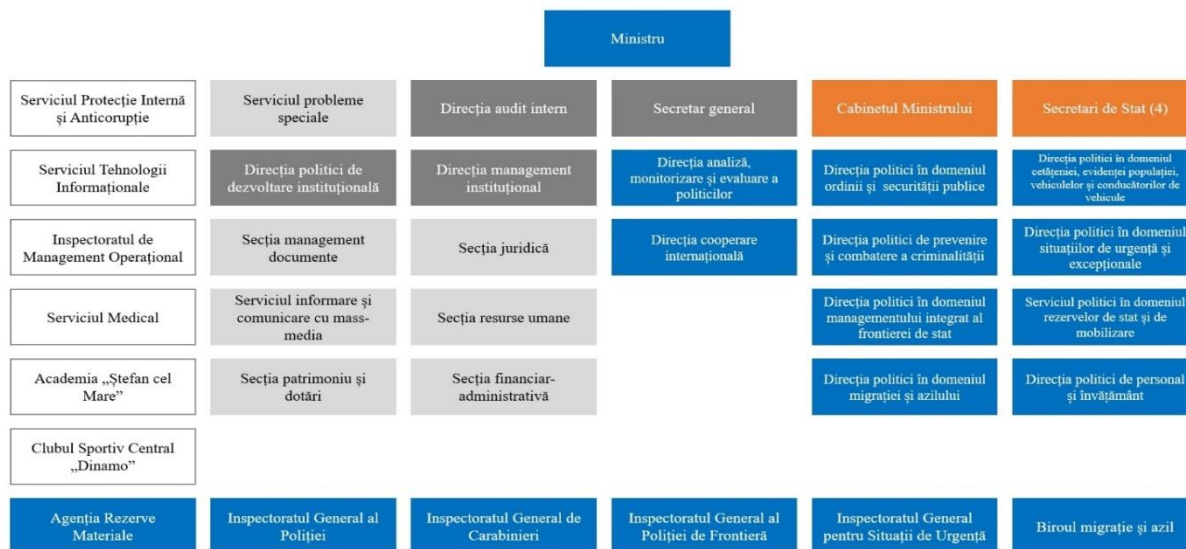 Ministru
Serviciul Protecție Internă
și Anticorupție
Serviciul probleme
speciale
Direcția audit intern
Secretar general
Cabinetul Ministrului
Secretari de Stat (4)
Serviciul Tehnologii
Informaționale
Direcția politici de
dezvoltare instituțională
Direcția management
instituțional
Direcția analiză,
monitorizare și evaluare a
politicilor
Direcția politici în domeniul
ordinii și securității publice
Direcția politici în domeniul
cetățeniei, evidenței populației,
vehiculelor și conducătorilor de
vehicule
Inspectoratul de
Management Operațional
Secția management
documente
Secția juridică
Direcția cooperare
internațională
Direcția politici de prevenire
și combatere a criminalității
Direcția politici în domeniul
situațiilor de urgență și
excepționale
Serviciul Medical
Serviciul informare și
comunicare cu mass-
media
Secția resurse umane
Direcția politici în domeniul
managementului integrat al
frontierei de stat
Serviciul politici în domeniul
rezervelor de stat și de
mobilizare
Academia „Ștefan cel
Mare”
Secția patrimoniu și
dotări
Secția financiar-
administrativă
Direcția politici în domeniul
migrației și azilului
Direcția politici de personal
și învățământ
Clubul Sportiv Central
„Dinamo”
Agenția Rezerve
Materiale
Inspectoratul General al
Poliției
Inspectoratul General de
Carabinieri
Inspectoratul General al
Poliției de Frontieră
Inspectoratul General
pentru Situații de Urgență
Biroul migrație și azil